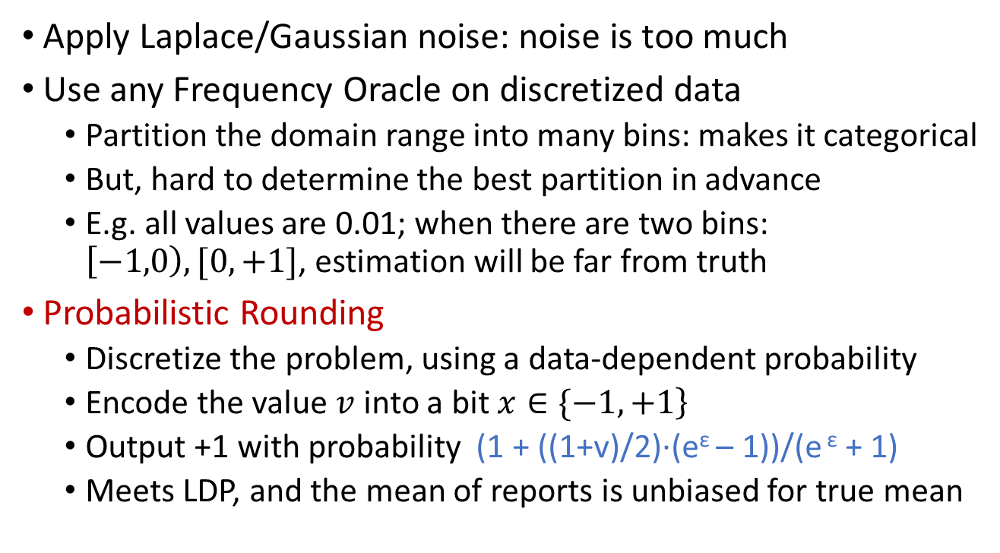 • Apply Laplace/Gaussian noise: noise is too much
• Use any Frequency Oracle on discretized data
• Partition the domain range into many bins: makes it categorical
• But, hard to determine the best partition in advance
• E.g. all values are 0.01; when there are two bins:
[−1,0), [0, +1], estimation will be far from truth
• Probabilistic Rounding
• Discretize the problem, using a data-dependent probability
• Encode the value 𝑣 into a bit 𝑥 ∈ {−1, +1}
• Output +1 with probability (1 + ((1+v)/2)·(e^ε – 1))/(e^ε + 1)
• Meets LDP, and the mean of reports is unbiased for true mean